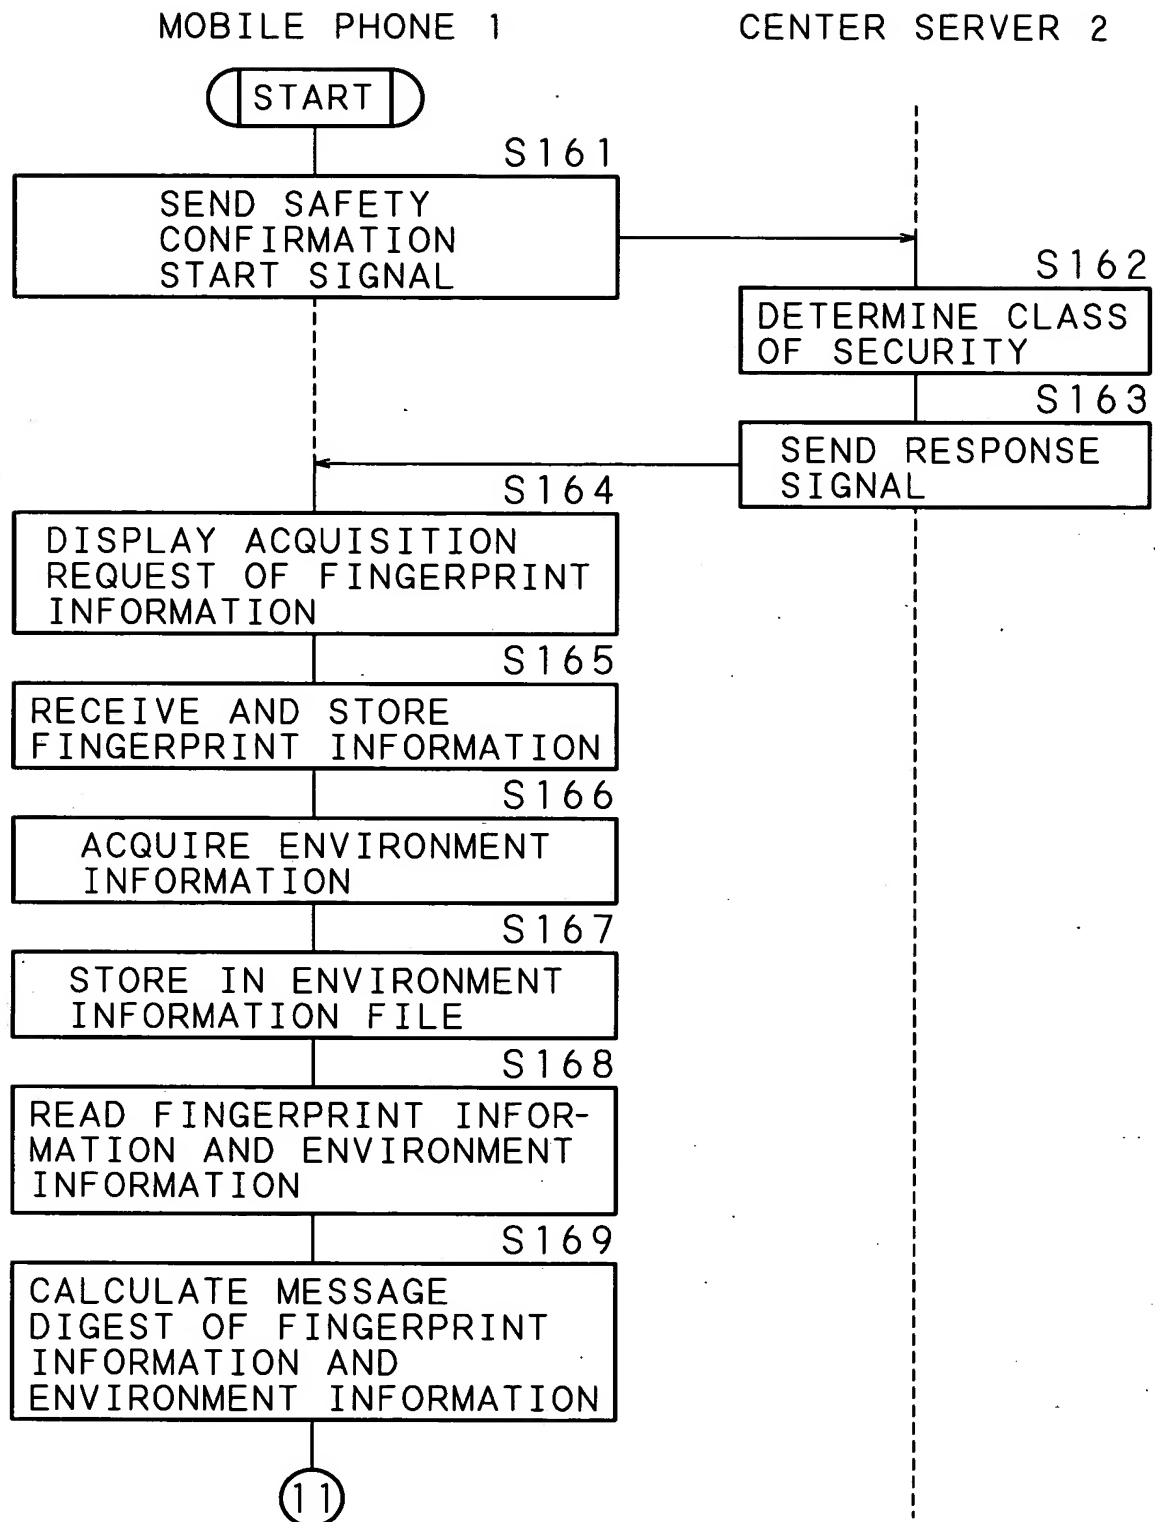 MOBILE PHONE 1
CENTER SERVER 2
START
S161
SEND SAFETY
CONFIRMATION
START SIGNAL
S162
DETERMINE CLASS
OF SECURITY
S163
SEND RESPONSE
SIGNAL
S164
DISPLAY ACQUISITION
REQUEST OF FINGERPRINT
INFORMATION
S165
RECEIVE AND STORE
FINGERPRINT INFORMATION
S166
ACQUIRE ENVIRONMENT
INFORMATION
S167
STORE IN ENVIRONMENT
INFORMATION FILE
S168
READ FINGERPRINT INFOR-
MATION AND ENVIRONMENT
INFORMATION
S169
CALCULATE MESSAGE
DIGEST OF FINGERPRINT
INFORMATION AND
ENVIRONMENT INFORMATION
11